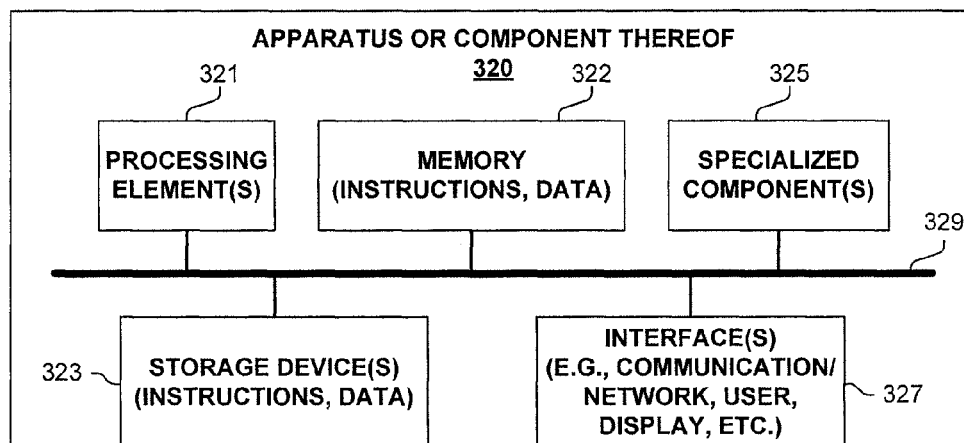 APPARATUS OR COMPONENT THEREOF
320
321
322
325
PROCESSING
ELEMENT(S)
MEMORY
(INSTRUCTIONS, DATA)
SPECIALIZED
COMPONENT(S)
329
STORAGE DEVICE(S)
(INSTRUCTIONS, DATA)
323
INTERFACE(S)
(E.G., COMMUNICATION/
NETWORK, USER,
DISPLAY, ETC.)
327